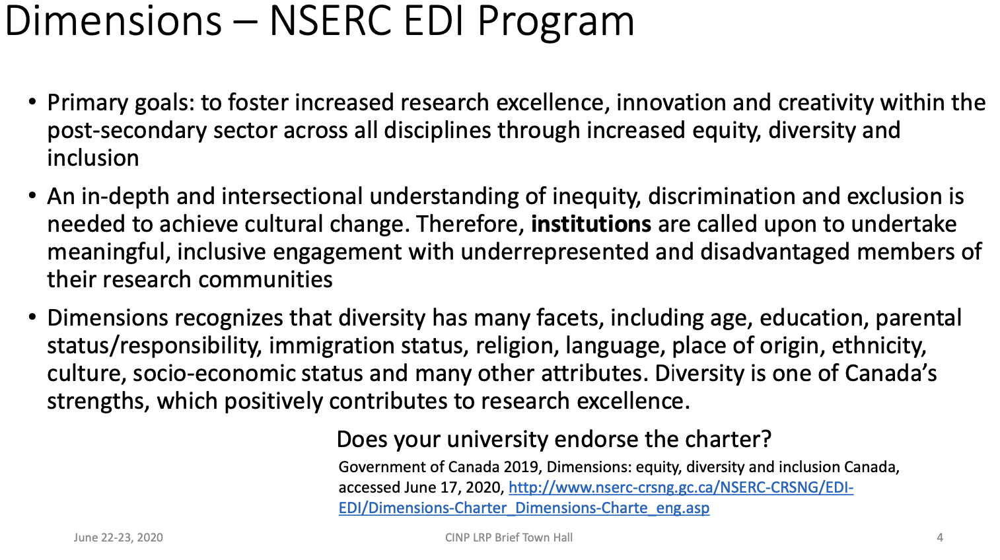 Dimensions – NSERC EDI Program
• Primary goals: to foster increased research excellence, innovation and creativity within the
post-secondary sector across all disciplines through increased equity, diversity and
inclusion
• An in-depth and intersectional understanding of inequity, discrimination and exclusion is
needed to achieve cultural change. Therefore, institutions are called upon to undertake
meaningful, inclusive engagement with underrepresented and disadvantaged members of
their research communities
• Dimensions recognizes that diversity has many facets, including age, education, parental
status/responsibility, immigration status, religion, language, place of origin, ethnicity,
culture, socio-economic status and many other attributes. Diversity is one of Canada’s
strengths, which positively contributes to research excellence.
Does your university endorse the charter?
Government of Canada 2019, Dimensions: equity, diversity and inclusion Canada,
accessed June 17, 2020, http://www.nserc-crsng.gc.ca/NSERC-CRSNG/EDI-
EDI/Dimensions-Charter_Dimensions-Charte_eng.asp
June 22-23, 2020
CINP LRP Brief Town Hall
4